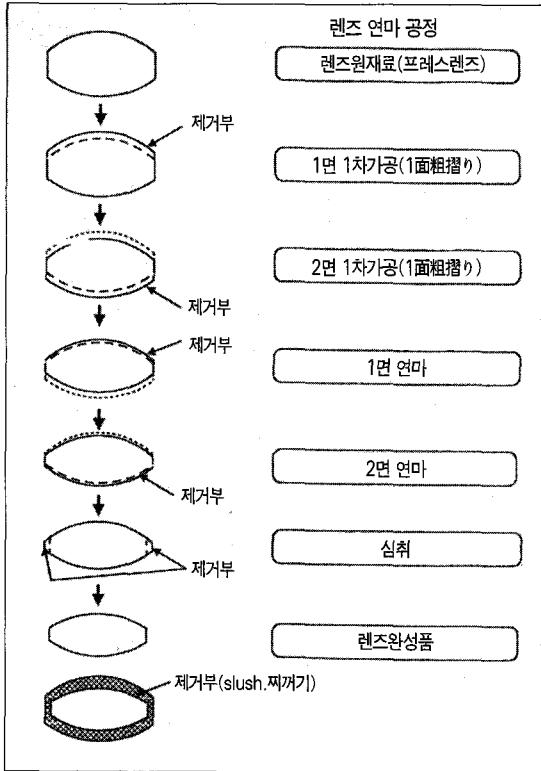 렌즈 연마 공정
렌즈원재료(프레스렌즈)
제거부
1면 1차가공(1面粗摺り)
2면 1차가공(1面粗摺り)
제거부
제거부
1면 연마
2면 연마
제거부
심취
제거부
렌즈완성품
제거부(slush.찌꺼기)